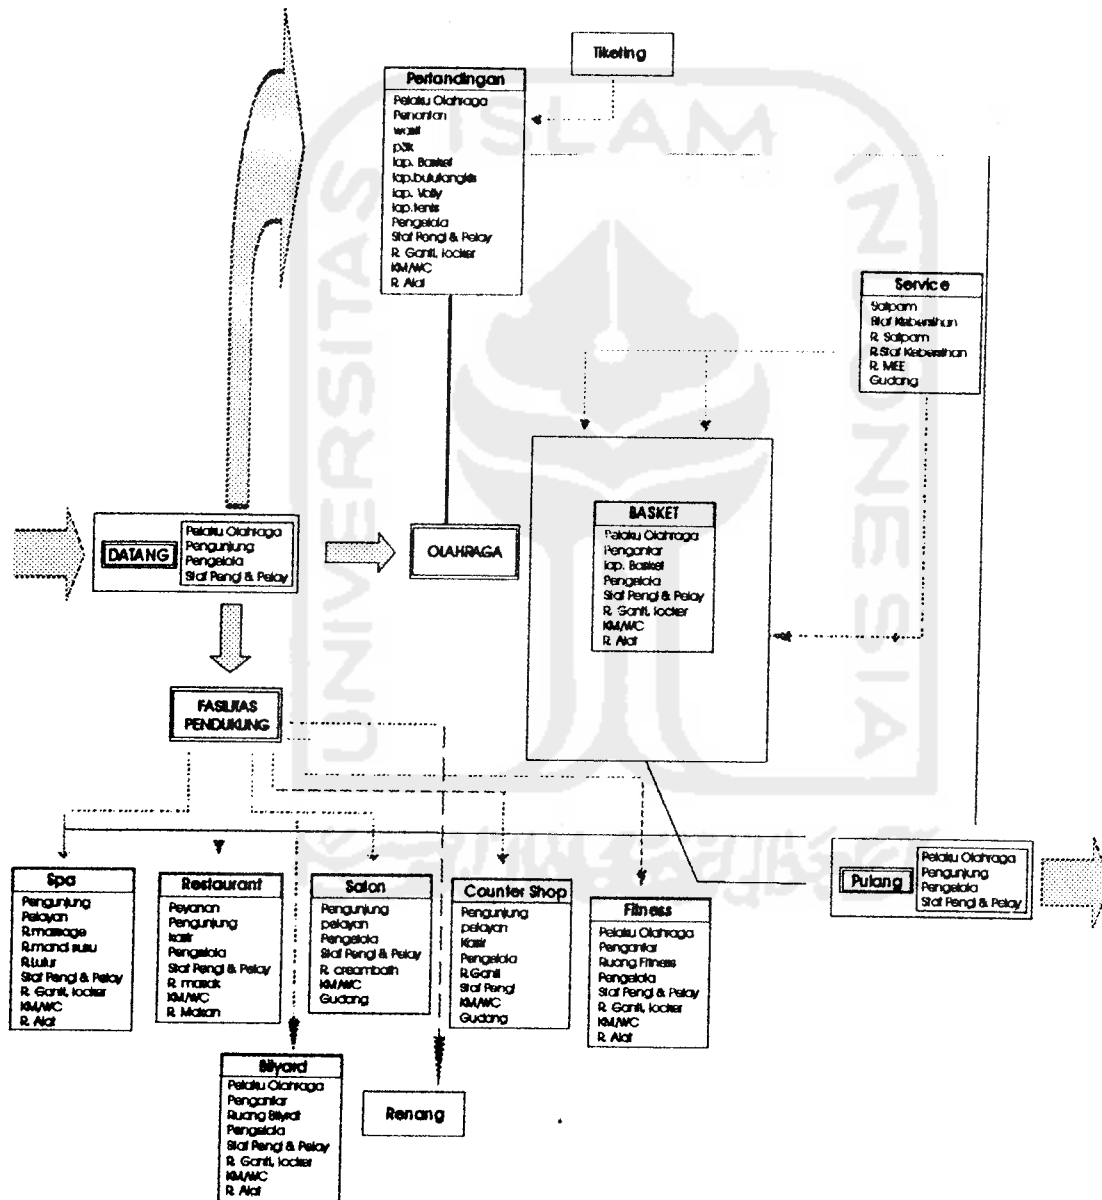 Tiketing
Pertandingan
Pelaku Olahraga
Penonton
wasit
p3k
lap. Basket
lap.bulutangkis
lap. Volly
lap.tenis
Pengelola
Staf Pengl & Pelay
R. Ganti, locker
KM/WC
R. Alat
Service
Satpam
Staf Kebersihan
R. Satpam
R.Staf Kebersihan
R. MEE
Gudang
DATANG
Pelaku Olahraga
Pengunjung
Pengelola
Staf Pengl & Pelay
OLAHRAGA
BASKET
Pelaku Olahraga
Pengantar
lap. Basket
Pengelola
Staf Pengl & Pelay
R. Ganti, locker
KM/WC
R. Alat
FASILITAS
PENDUKUNG
Pulang
Pelaku Olahraga
Pengunjung
Pengelola
Staf Pengl & Pelay
Spa
Pengunjung
Pelayan
R.massage
R.mandi susu
R.Lulur
Staf Pengl & Pelay
R. Ganti, locker
KM/WC
R. Alat
Restaurant
Peyanan
Pengunjung
kasir
Pengelola
Staf Pengl & Pelay
R. masak
KM/WC
R. Makan
Salon
Pengunjung
pelayan
Pengelola
Staf Pengl & Pelay
R. creambath
KM/WC
Gudang
Counter Shop
Pengunjung
pelayan
Kasir
Pengelola
R.Ganti
Staf Pengl
KM/WC
Gudang
Fitness
Pelaku Olahraga
Pengantar
Ruang Fitness
Pengelola
Staf Pengl & Pelay
R. Ganti, locker
KM/WC
R. Alat
Bilyard
Pelaku Olahraga
Pengantar
Ruang Bilyrat
Pengelola
Staf Pengl & Pelay
R. Ganti, locker
KM/WC
R. Alat
Renang
UNIVERSITAS
ISLAM
INDONESIA